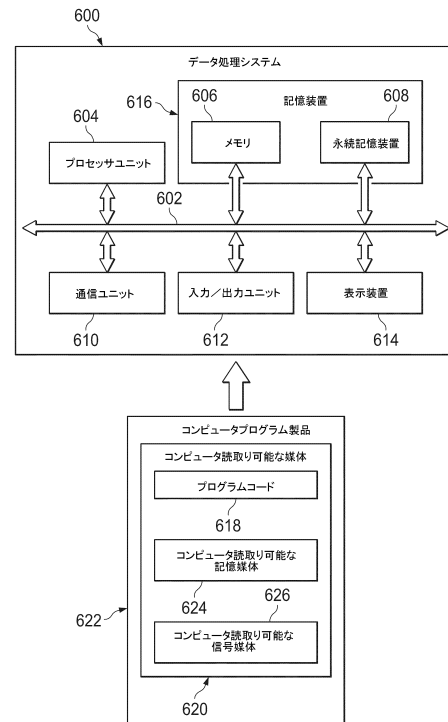 600
データ処理システム
616
606
記憶装置
608
604
メモリ
永続記憶装置
プロセッサユニット
602
通信ユニット
入力／出力ユニット
表示装置
610
612
614
コンピュータプログラム製品
コンピュータ読取り可能な媒体
プログラムコード
618
コンピュータ読取り可能な
記憶媒体
624
626
622
コンピュータ読取り可能な
信号媒体
620